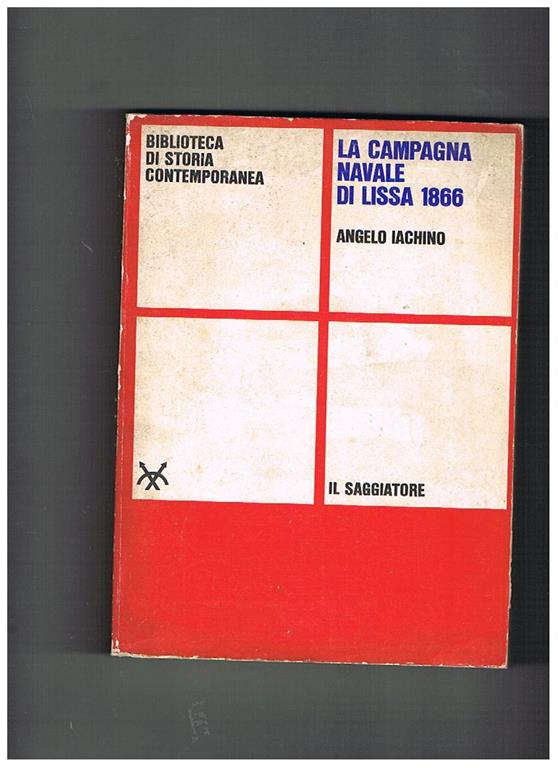 BIBLIOTECA
DI STORIA
CONTEMPORANEA
LA CAMPAGNA
NAVALE
DI LISSA 1866
ANGELO IACHINO
IL SAGGIATORE